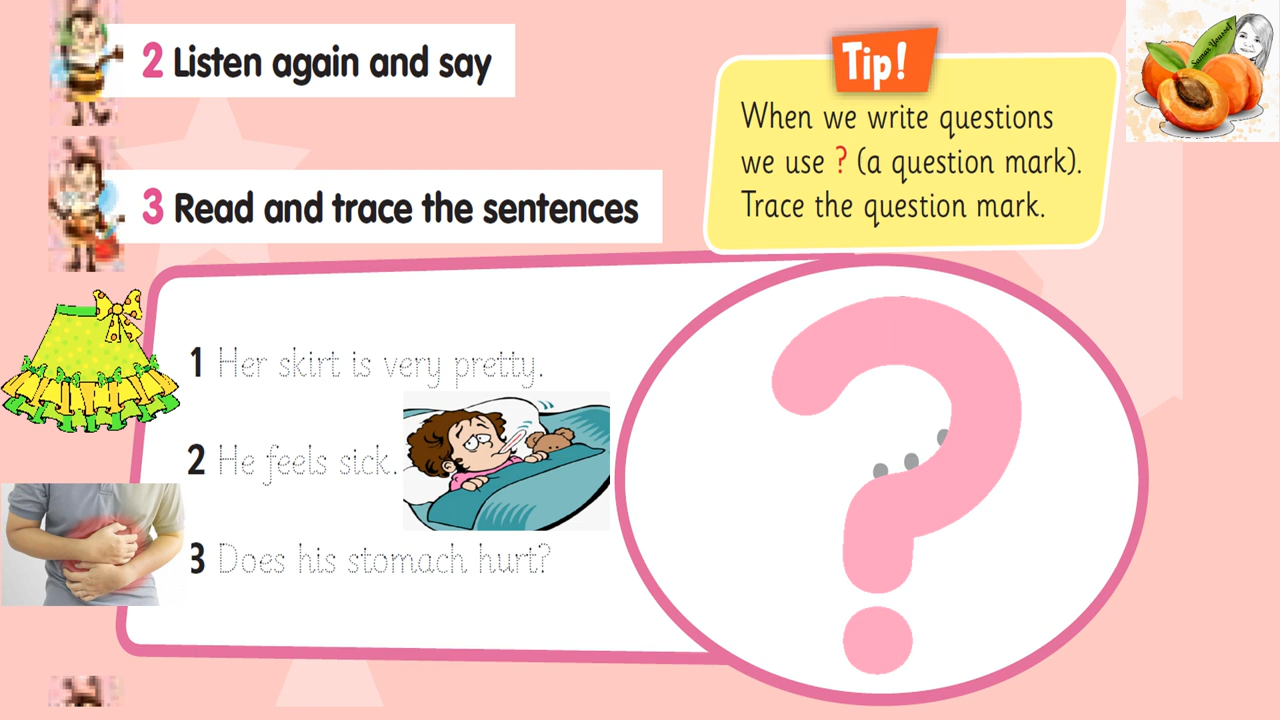 2 Listen again and say
Tip!
When we write questions
we use ? (a question mark).
Trace the question mark.
Samar Youssef
3 Read and trace the sentences
1 Her skirt is very pretty.
2 He feels sick.
3 Does his stomach hurt?
?